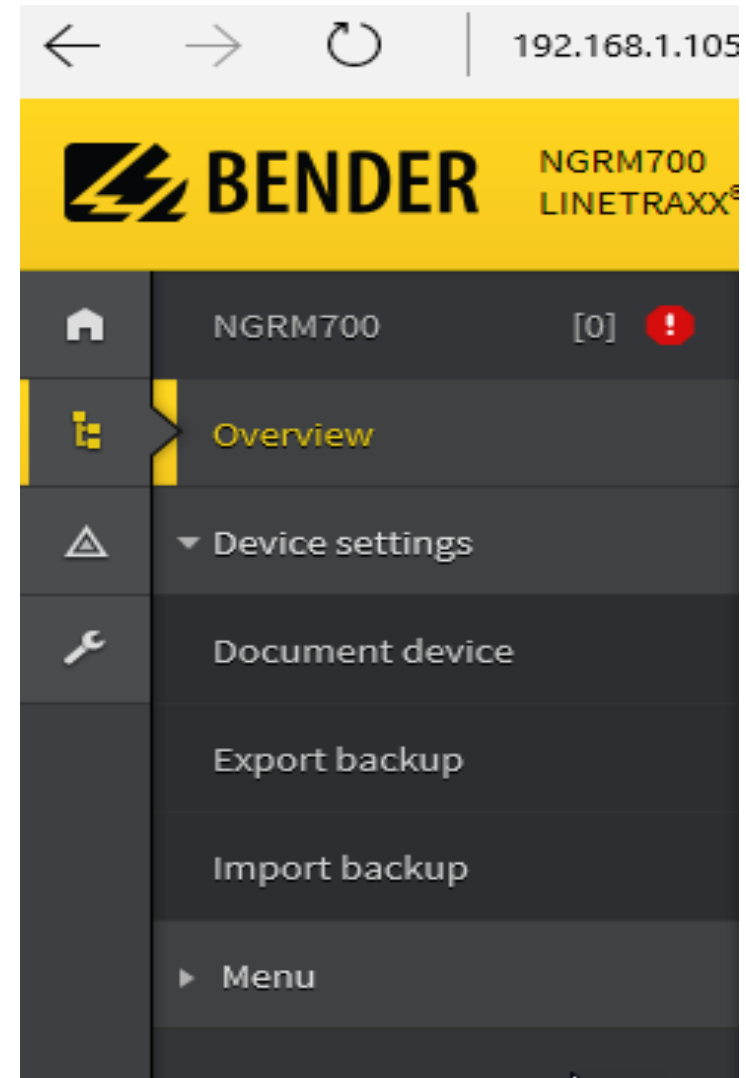 192.168.1.105
BENDER
NGRM700
LINETRAXX®
NGRM700 [0]
Overview
Device settings
Document device
Export backup
Import backup
Menu